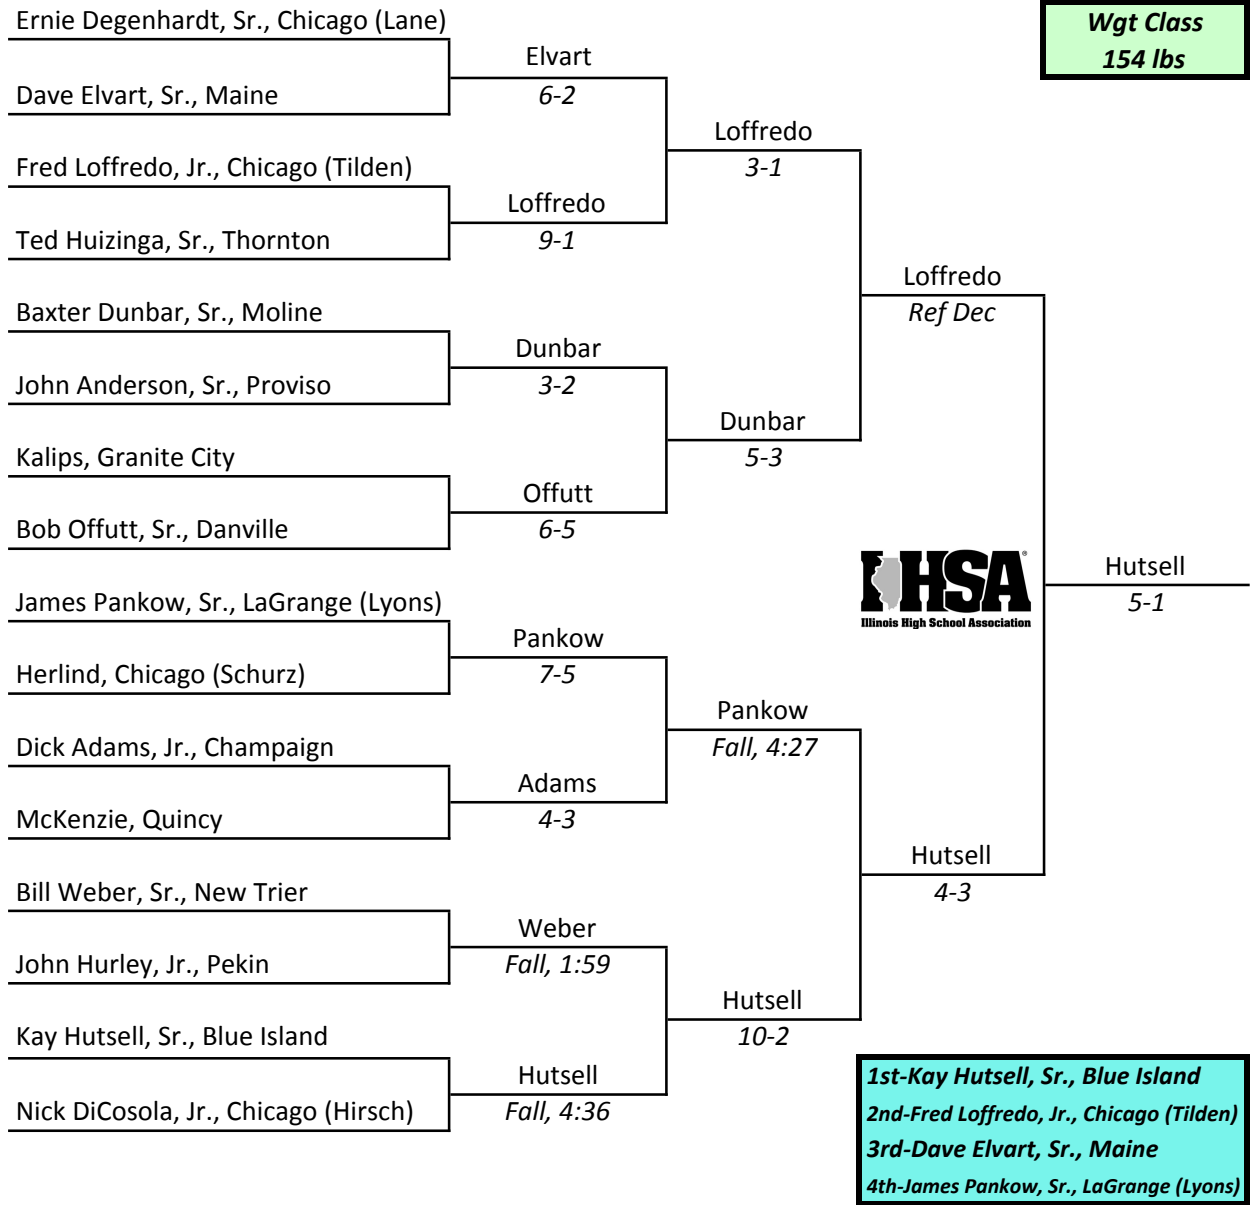 Ernie Degenhardt, Sr., Chicago (Lane)
Wgt Class
154 lbs
Elvart
6-2
Dave Elvart, Sr., Maine
Loffredo
3-1
Fred Loffredo, Jr., Chicago (Tilden)
Loffredo
9-1
Ted Huizinga, Sr., Thornton
Loffredo
Ref Dec
Baxter Dunbar, Sr., Moline
Dunbar
3-2
John Anderson, Sr., Proviso
Dunbar
5-3
Kalips, Granite City
Offutt
6-5
Bob Offutt, Sr., Danville
IHSA®
Illinois High School Association
Hutsell
5-1
James Pankow, Sr., LaGrange (Lyons)
Pankow
7-5
Herlind, Chicago (Schurz)
Pankow
Fall, 4:27
Dick Adams, Jr., Champaign
Adams
4-3
McKenzie, Quincy
Hutsell
4-3
Bill Weber, Sr., New Trier
Weber
Fall, 1:59
John Hurley, Jr., Pekin
Hutsell
10-2
Kay Hutsell, Sr., Blue Island
Hutsell
Fall, 4:36
Nick DiCosola, Jr., Chicago (Hirsch)
1st-Kay Hutsell, Sr., Blue Island
2nd-Fred Loffredo, Jr., Chicago (Tilden)
3rd-Dave Elvart, Sr., Maine
4th-James Pankow, Sr., LaGrange (Lyons)